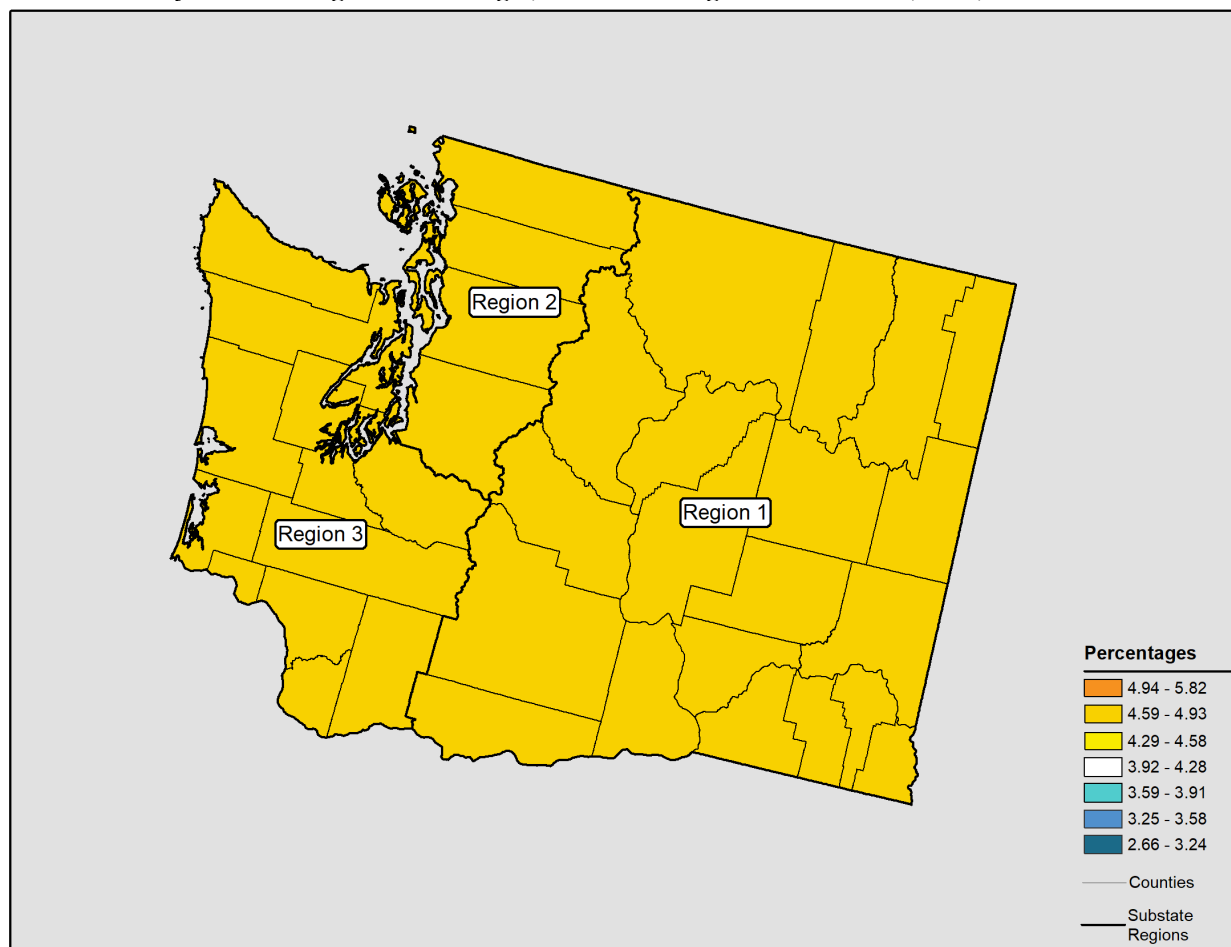 Region 2
Region 1
Region 3
Percentages
4.94 - 5.82
4.59 - 4.93
4.29 - 4.58
3.92 - 4.28
3.59 - 3.91
3.25 - 3.58
2.66 - 3.24
Counties
Substate
Regions